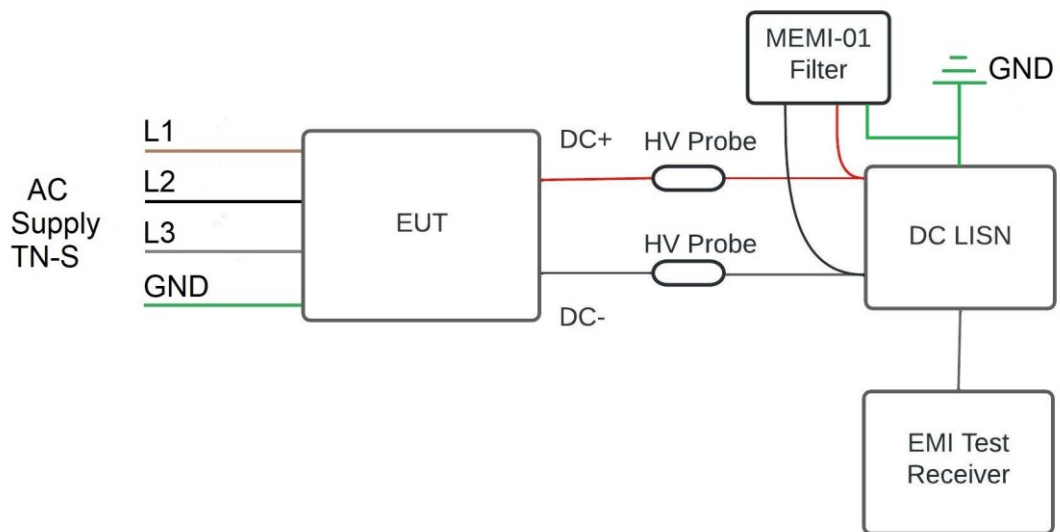 MEMI-01
Filter
GND
L1
DC+
HV Probe
L2
AC
Supply
TN-S
EUT
DC LISN
L3
HV Probe
GND
DC-
EMI Test
Receiver